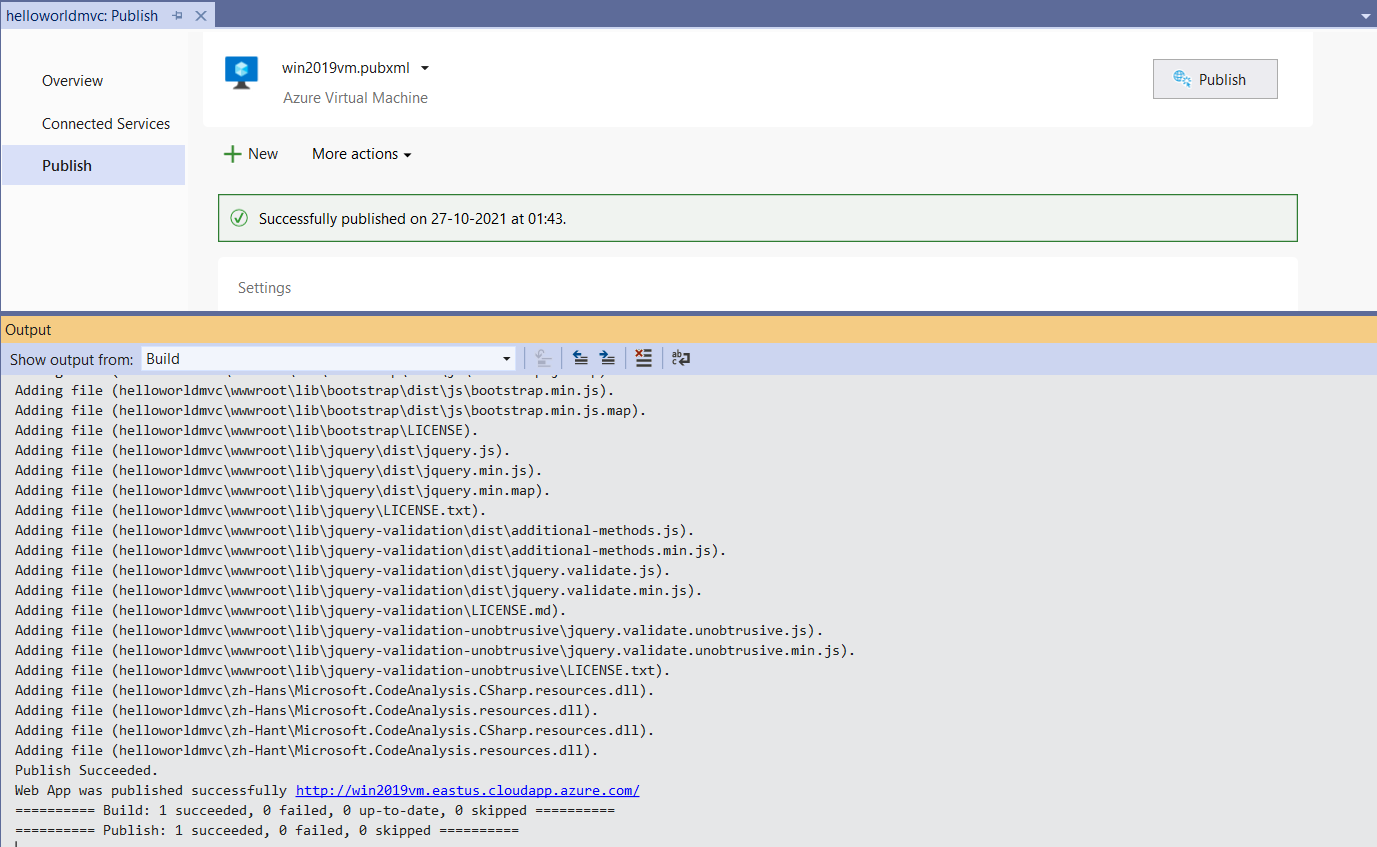 helloworldmvc: Publish
Overview
Connected Services
Publish
win2019vm.pubxml
Azure Virtual Machine
Publish
New
More actions
Successfully published on 27-10-2021 at 01:43.
Settings
Output
Show output from: Build
Adding file (helloworldmvc\wwwroot\lib\bootstrap\dist\js\bootstrap.min.js).
Adding file (helloworldmvc\wwwroot\lib\bootstrap\dist\js\bootstrap.min.js.map).
Adding file (helloworldmvc\wwwroot\lib\bootstrap\LICENSE).
Adding file (helloworldmvc\wwwroot\lib\jquery\dist\jquery.js).
Adding file (helloworldmvc\wwwroot\lib\jquery\dist\jquery.min.js).
Adding file (helloworldmvc\wwwroot\lib\jquery\dist\jquery.min.map).
Adding file (helloworldmvc\wwwroot\lib\jquery\LICENSE.txt).
Adding file (helloworldmvc\wwwroot\lib\jquery-validation\dist\additional-methods.js).
Adding file (helloworldmvc\wwwroot\lib\jquery-validation\dist\additional-methods.min.js).
Adding file (helloworldmvc\wwwroot\lib\jquery-validation\dist\jquery.validate.js).
Adding file (helloworldmvc\wwwroot\lib\jquery-validation\dist\jquery.validate.min.js).
Adding file (helloworldmvc\wwwroot\lib\jquery-validation\LICENSE.md).
Adding file (helloworldmvc\wwwroot\lib\jquery-validation-unobtrusive\jquery.validate.unobtrusive.js).
Adding file (helloworldmvc\wwwroot\lib\jquery-validation-unobtrusive\jquery.validate.unobtrusive.min.js).
Adding file (helloworldmvc\wwwroot\lib\jquery-validation-unobtrusive\LICENSE.txt).
Adding file (helloworldmvc\zh-Hans\Microsoft.CodeAnalysis.CSharp.resources.dll).
Adding file (helloworldmvc\zh-Hans\Microsoft.CodeAnalysis.resources.dll).
Adding file (helloworldmvc\zh-Hant\Microsoft.CodeAnalysis.CSharp.resources.dll).
Adding file (helloworldmvc\zh-Hant\Microsoft.CodeAnalysis.resources.dll).
Publish Succeeded.
Web App was published successfully http://win2019vm.eastus.cloudapp.azure.com/
========== Build: 1 succeeded, 0 failed, 0 up-to-date, 0 skipped ==========
========== Publish: 1 succeeded, 0 failed, 0 skipped ==========